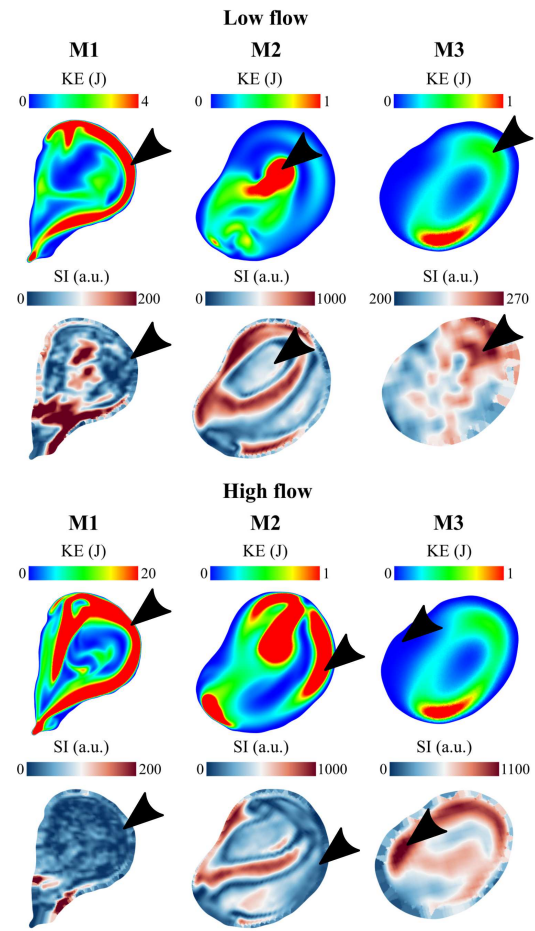 Low flow
M1 M2 M3
KE (J) KE (J) KE (J)
0 4 0 1 0 1
SI (a.u.) SI (a.u.) SI (a.u.)
0 200 0 1000 200 270
High flow
M1 M2 M3
KE (J) KE (J) KE (J)
0 20 0 1 0 1
SI (a.u.) SI (a.u.) SI (a.u.)
0 200 0 1000 0 1100